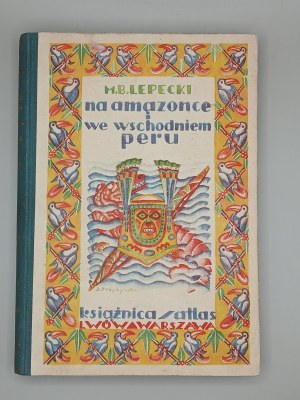 M.B.LEPECKI
na amazonce
i
we wschodniem
peru
książnica-atlas
LWÓW WARSZAWA